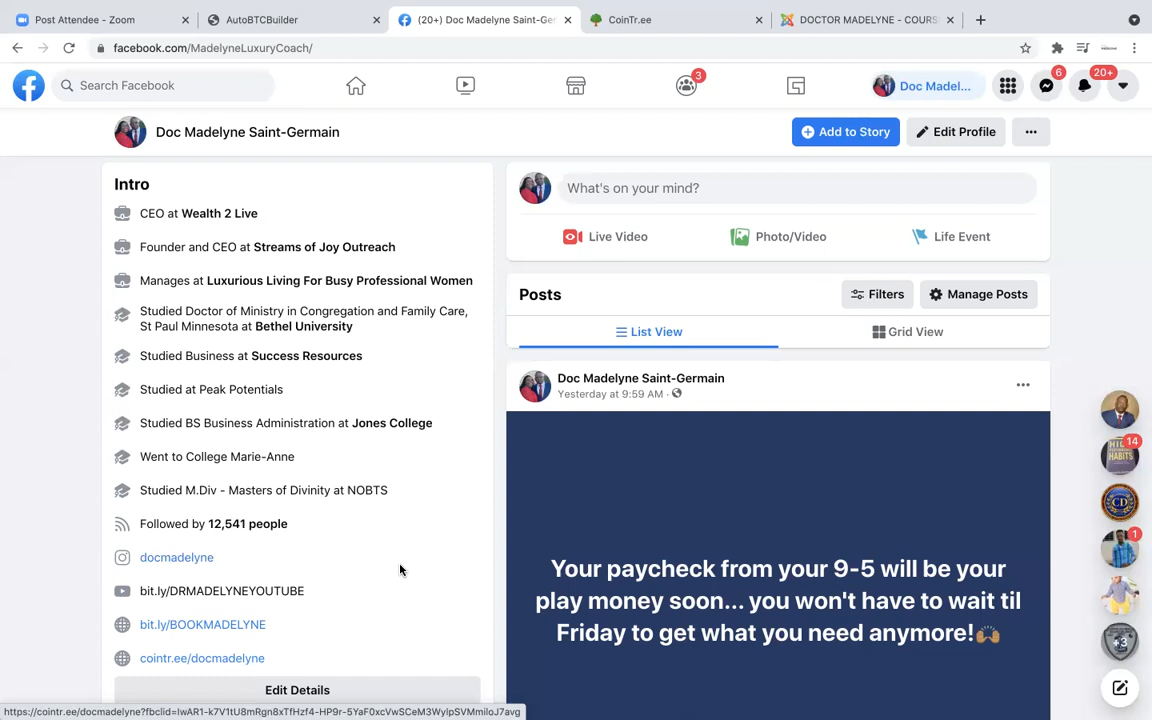 Post Attendee - Zoom
AutoBTCBuilder
(20+) Doc Madelyne Saint-Ger
CoinTr.ee
DOCTOR MADELYNE - COURS
facebook.com/MadelyneLuxuryCoach/
Search Facebook
3
Doc Madel...
6
20+
Doc Madelyne Saint-Germain
Add to Story
Edit Profile
Intro
CEO at Wealth 2 Live
Founder and CEO at Streams of Joy Outreach
Manages at Luxurious Living For Busy Professional Women
Studied Doctor of Ministry in Congregation and Family Care,
St Paul Minnesota at Bethel University
Studied Business at Success Resources
Studied at Peak Potentials
Studied BS Business Administration at Jones College
Went to College Marie-Anne
Studied M.Div - Masters of Divinity at NOBTS
Followed by 12,541 people
docmadelyne
bit.ly/DRMADELYNEYOUTUBE
bit.ly/BOOKMADELYNE
cointr.ee/docmadelyne
Edit Details
What's on your mind?
Live Video
Photo/Video
Life Event
Posts
Filters
Manage Posts
List View
Grid View
Doc Madelyne Saint-Germain
Yesterday at 9:59 AM ·
Your paycheck from your 9-5 will be your
play money soon... you won't have to wait til
Friday to get what you need anymore!🙌🏾
14
HABITS
CD
1
+3